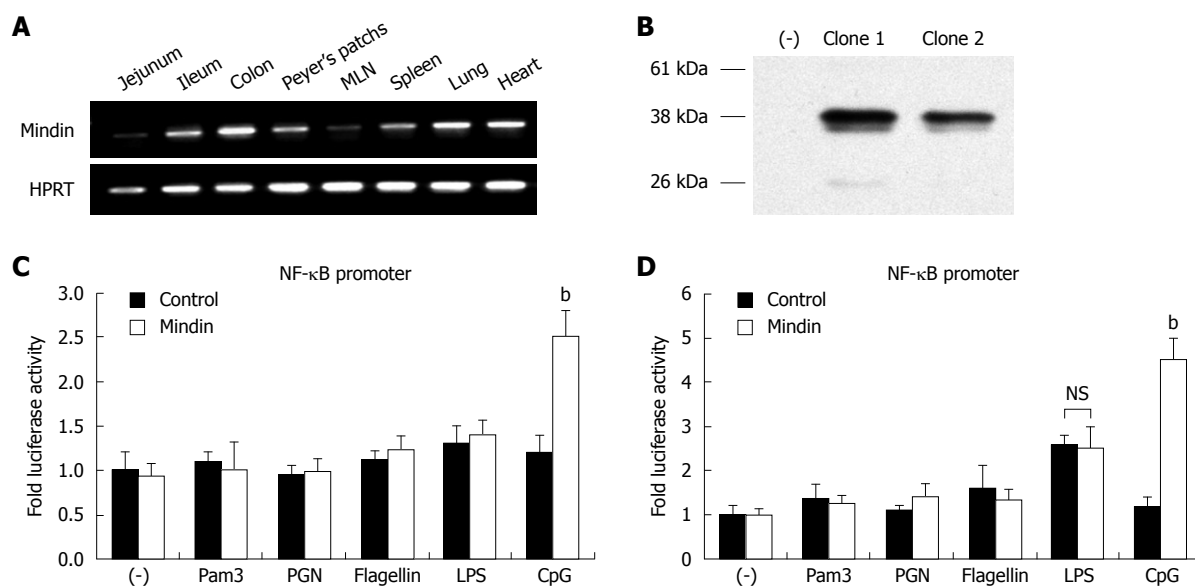 A
Jejunum Ileum Colon Peyer's patchs MLN Spleen Lung Heart
Mindin
HPRT
B
(-) Clone 1 Clone 2
61 kDa
38 kDa
26 kDa
C
NF-κB promoter
Fold luciferase activity
3.0
2.5
2.0
1.5
1.0
0.5
0.0
Control
Mindin
b
(-) Pam3 PGN Flagellin LPS CpG
D
NF-κB promoter
Fold luciferase activity
6
5
4
3
2
1
0
Control
Mindin
NS
b
(-) Pam3 PGN Flagellin LPS CpG